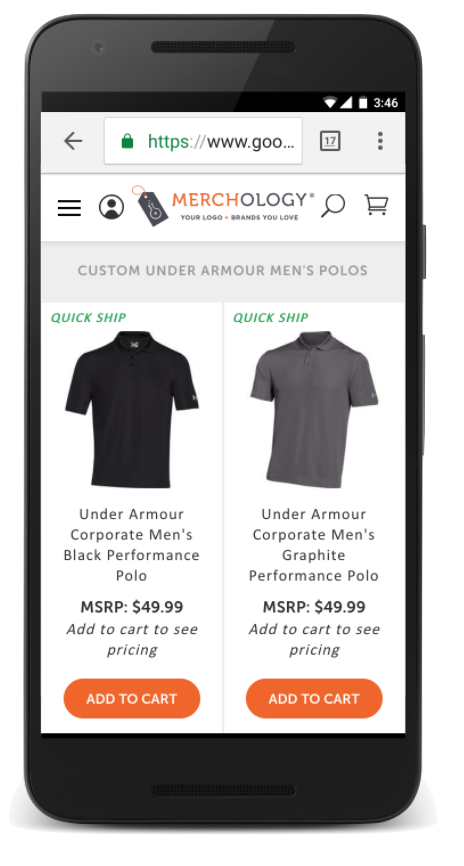 3:46
https://www.goo...
17
MERCHOLOGY®
YOUR LOGO + BRANDS YOU LOVE
CUSTOM UNDER ARMOUR MEN'S POLOS
QUICK SHIP
Under Armour
Corporate Men's
Black Performance
Polo
MSRP: $49.99
Add to cart to see
pricing
ADD TO CART
QUICK SHIP
Under Armour
Corporate Men's
Graphite
Performance Polo
MSRP: $49.99
Add to cart to see
pricing
ADD TO CART